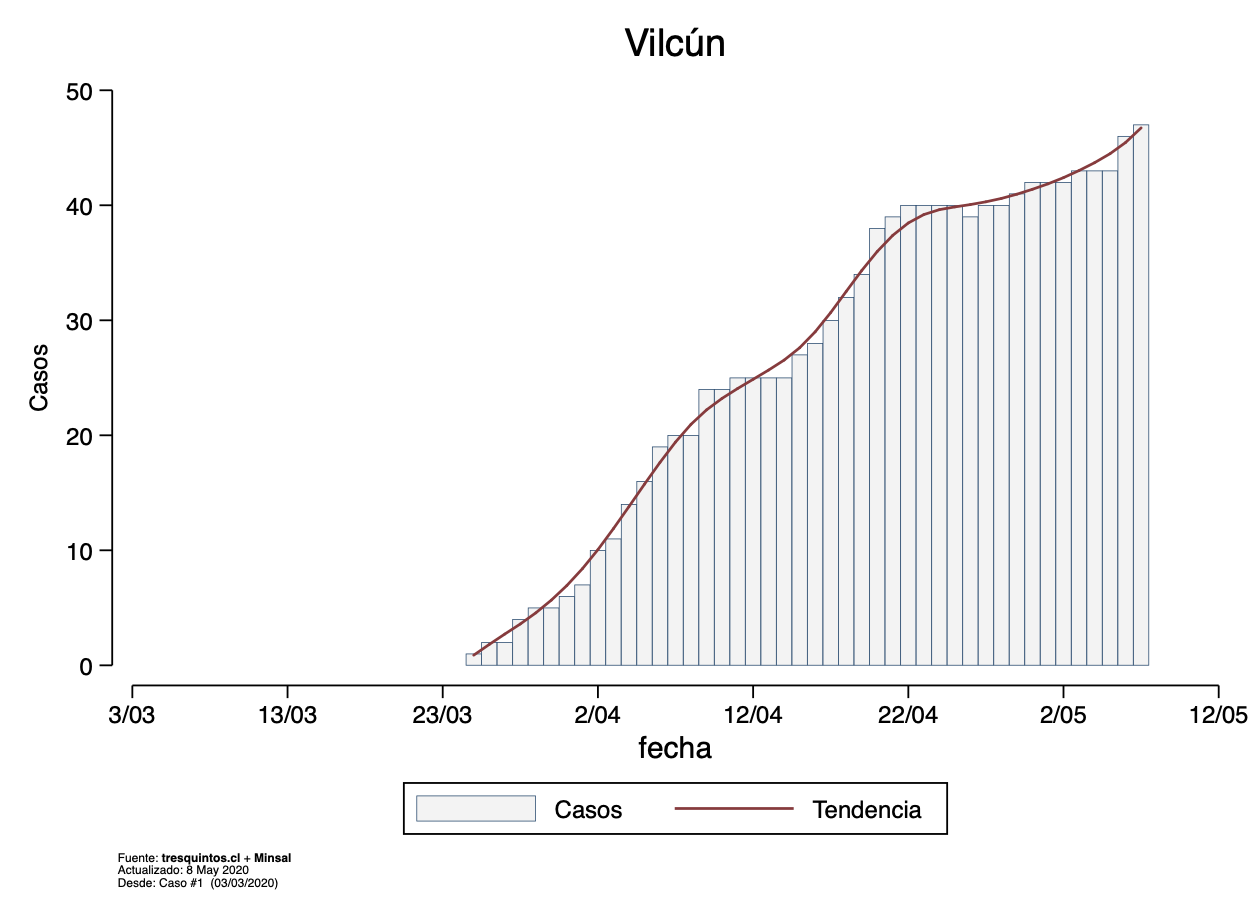 Vilcún
50
40
30
20
10
0
Casos
3/03 13/03 23/03 2/04 12/04 22/04 2/05 12/05
fecha
Casos Tendencia
Fuente: tresquintos.cl + Minsal
Actualizado: 8 May 2020
Desde: Caso #1 (03/03/2020)